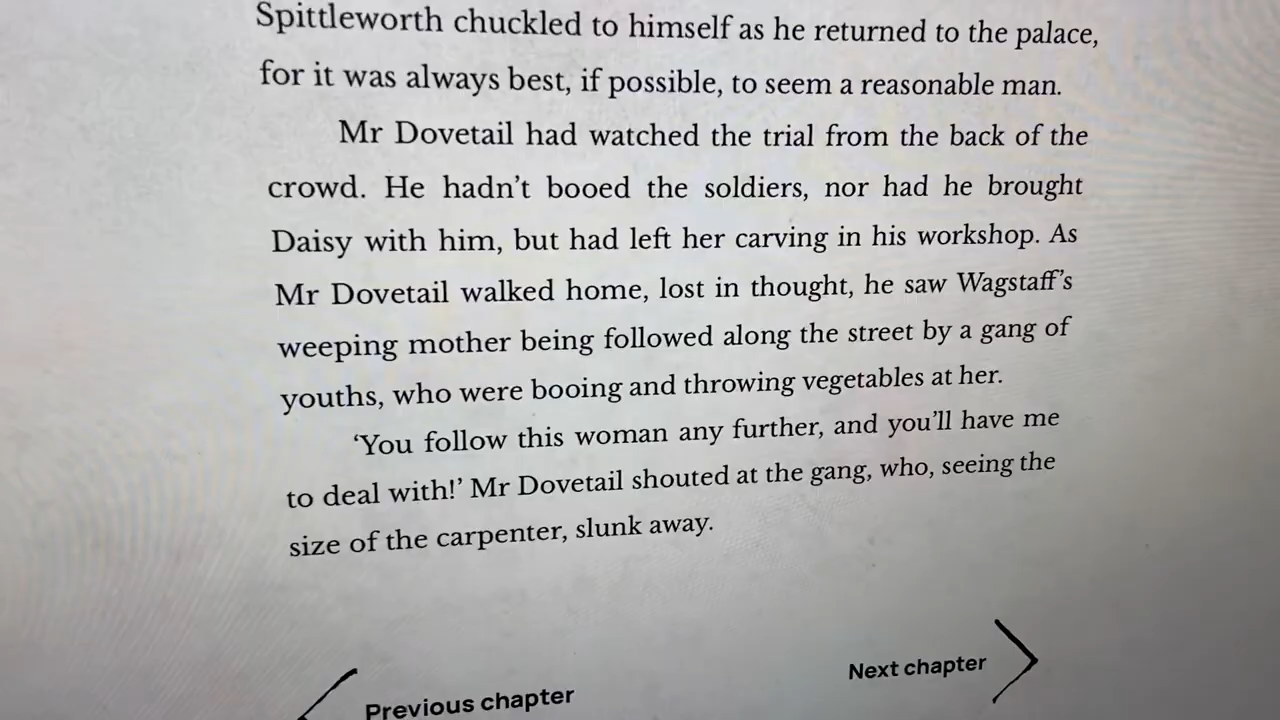 Spittleworth chuckled to himself as he returned to the palace,
for it was always best, if possible, to seem a reasonable man.
Mr Dovetail had watched the trial from the back of the
crowd. He hadn’t booed the soldiers, nor had he brought
Daisy with him, but had left her carving in his workshop. As
Mr Dovetail walked home, lost in thought, he saw Wagstaff’s
weeping mother being followed along the street by a gang of
youths, who were booing and throwing vegetables at her.
‘You follow this woman any further, and you’ll have me
to deal with!’ Mr Dovetail shouted at the gang, who, seeing the
size of the carpenter, slunk away.
Next chapter
Previous chapter